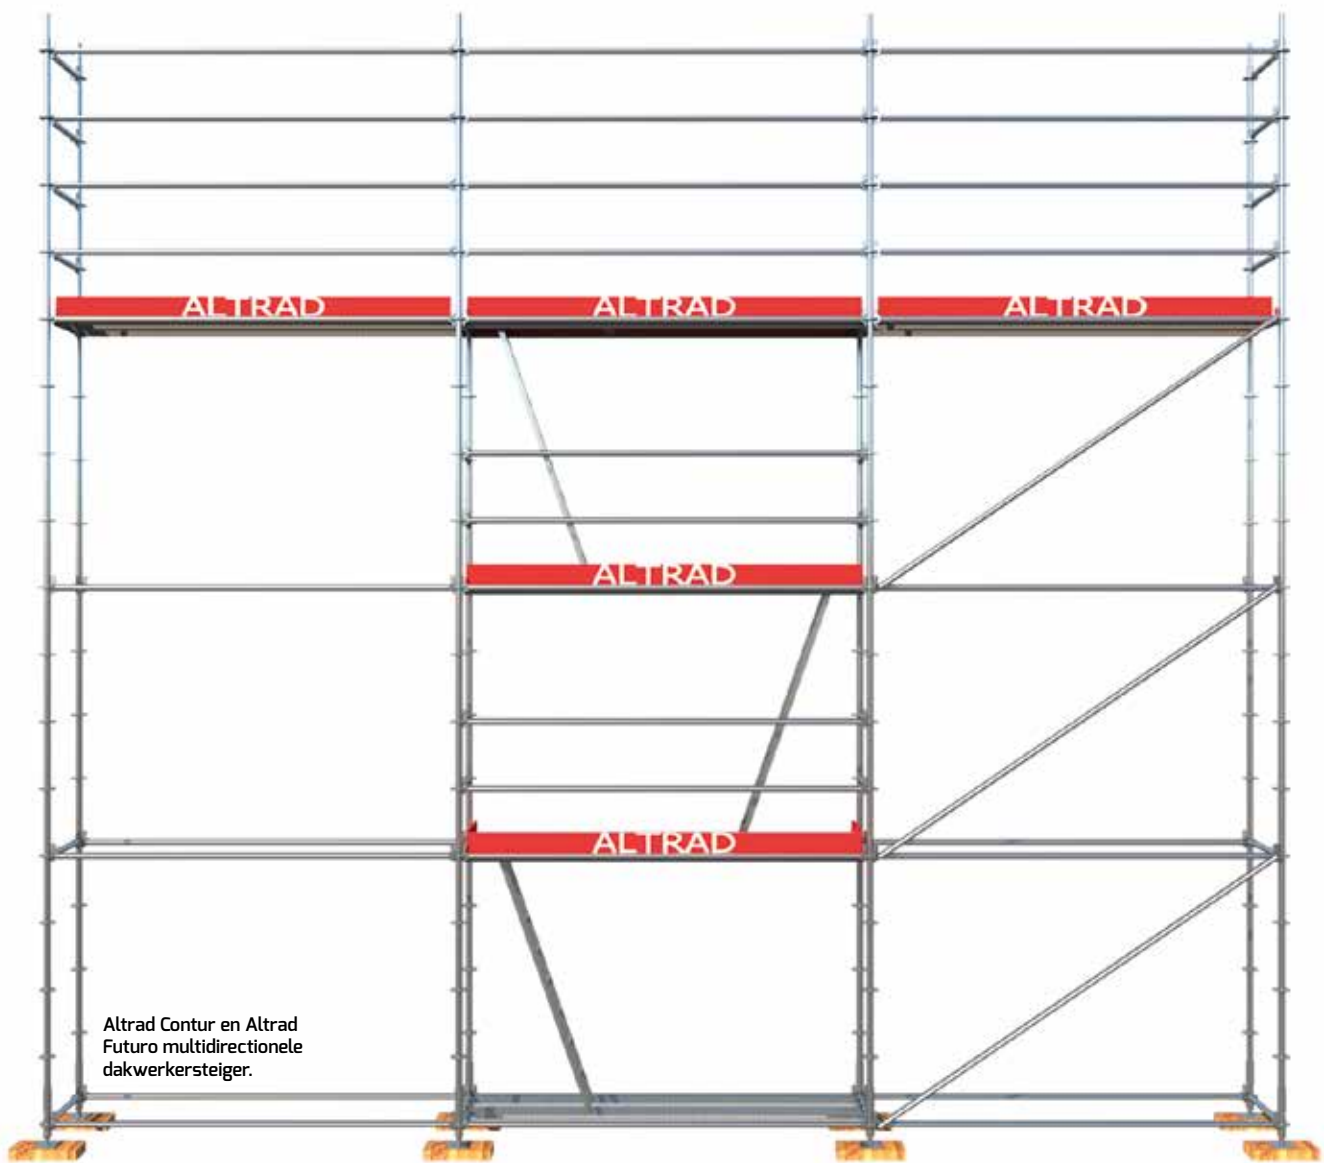 ALTRAD ALTRAD ALTRAD
ALTRAD
ALTRAD
Altrad Contur en Altrad
Futuro multidirectionele
dakwerkersteiger.